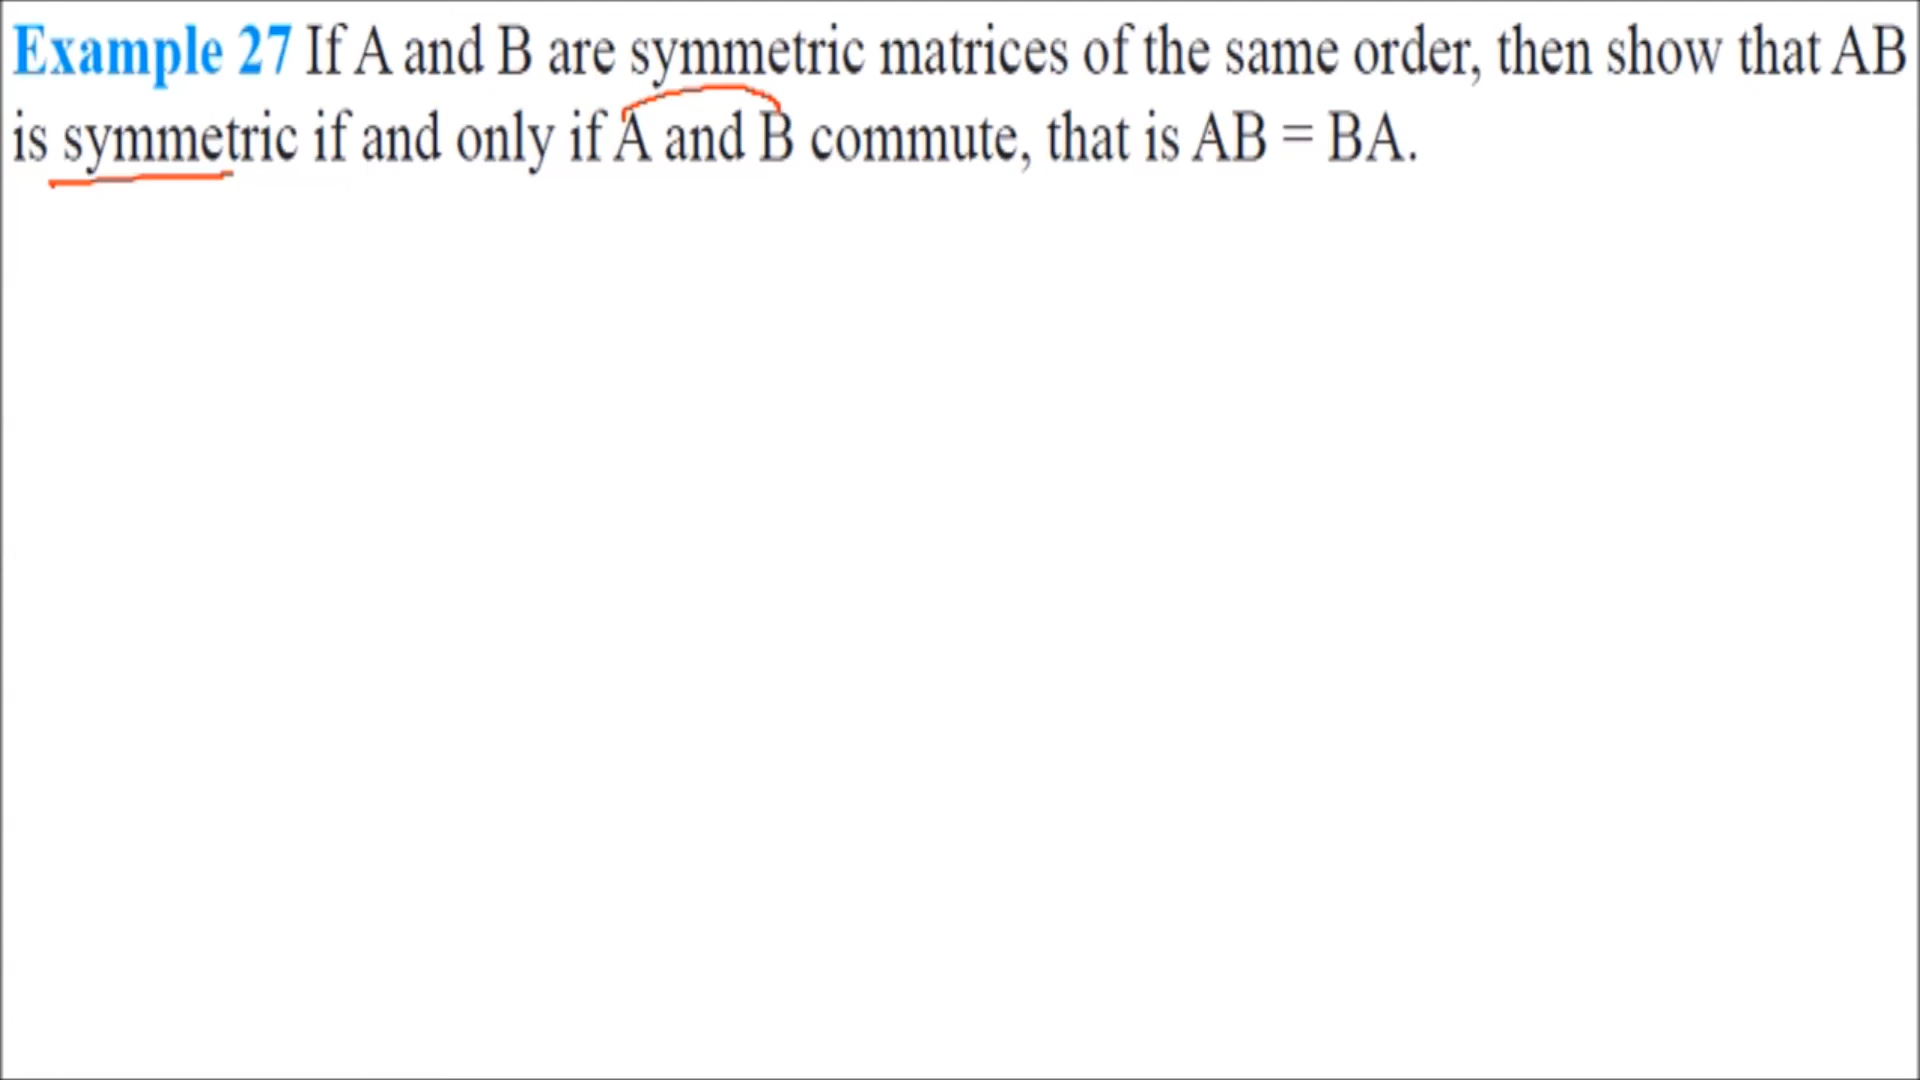 Example 27 If A and B are symmetric matrices of the same order, then show that AB
is symmetric if and only if A and B commute, that is AB = BA.